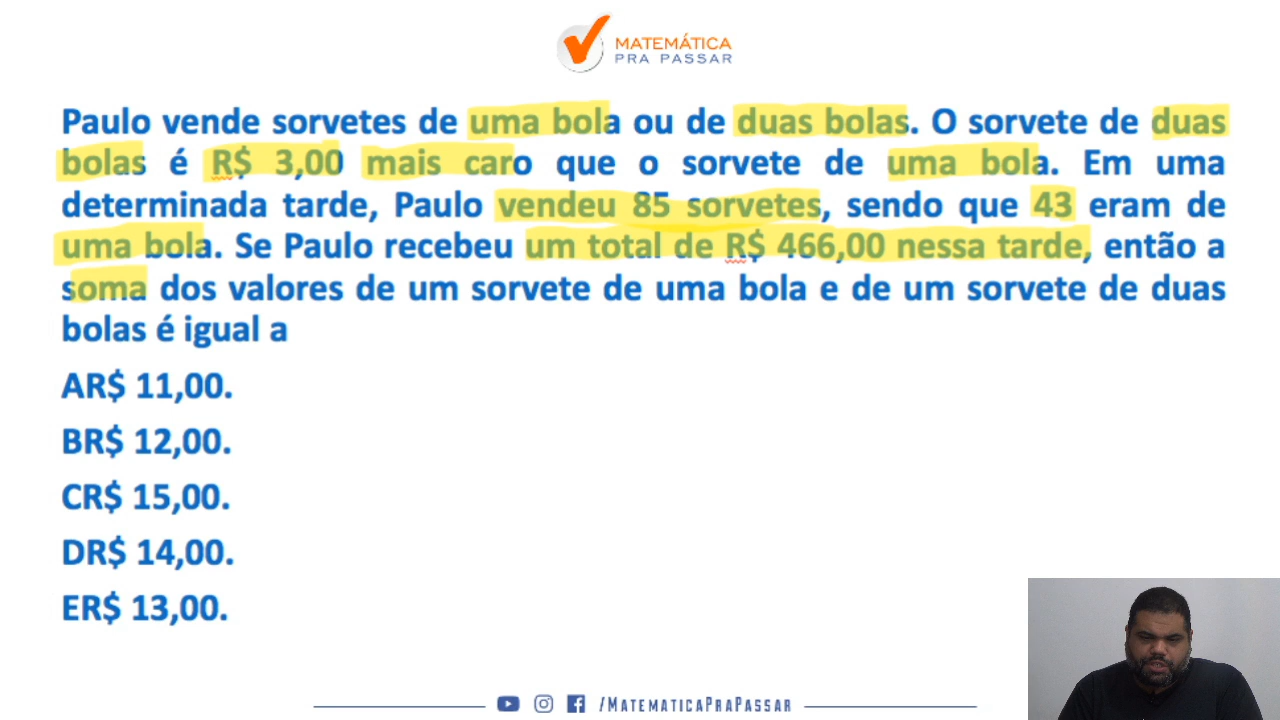 MATEMÁTICA
PRA PASSAR
Paulo vende sorvetes de uma bola ou de duas bolas. O sorvete de duas
bolas é R$ 3,00 mais caro que o sorvete de uma bola. Em uma
determinada tarde, Paulo vendeu 85 sorvetes, sendo que 43 eram de
uma bola. Se Paulo recebeu um total de R$ 466,00 nessa tarde, então a
soma dos valores de um sorvete de uma bola e de um sorvete de duas
bolas é igual a
AR$ 11,00.
BR$ 12,00.
CR$ 15,00.
DR$ 14,00.
ER$ 13,00.
/MATEMATICAPRAPASSAR